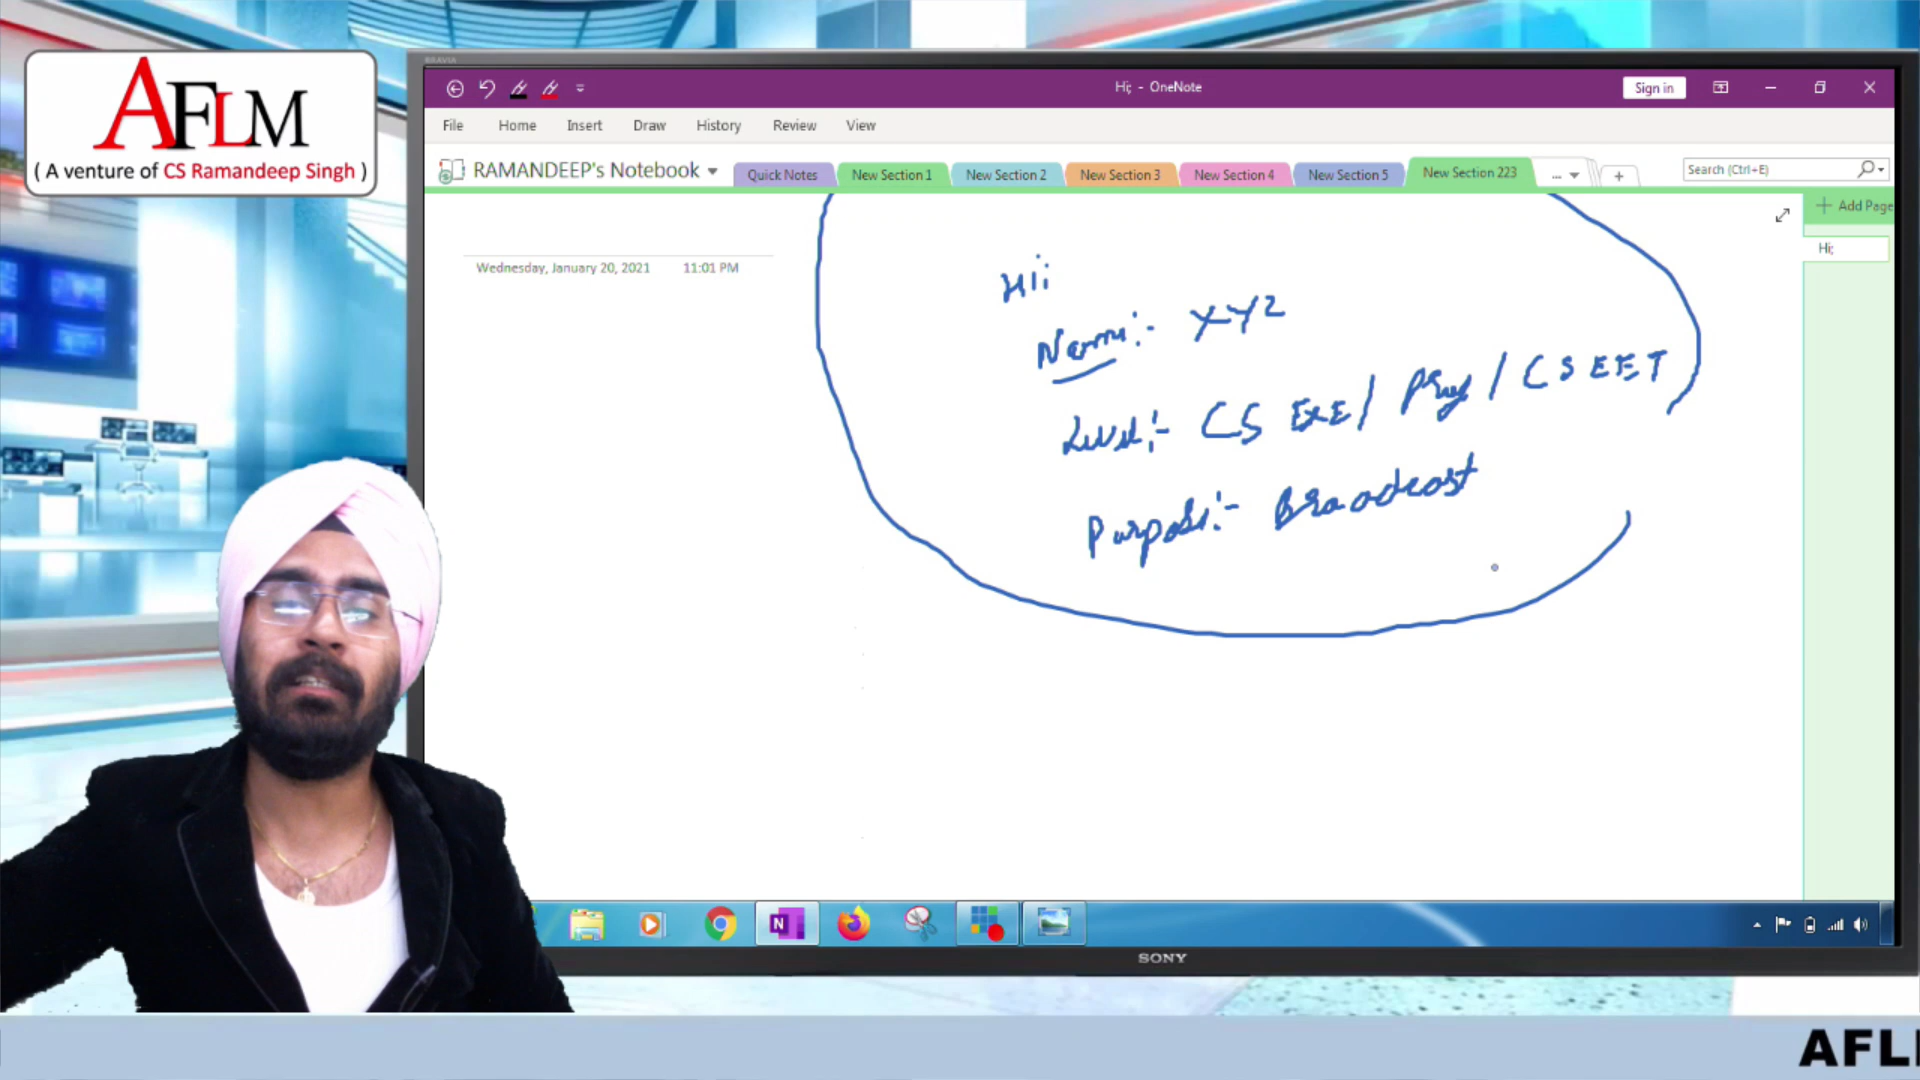 AFLM
( A venture of CS Ramandeep Singh )
BRAVIA
Hi; - OneNote
Sign in
File Home Insert Draw History Review View
RAMANDEEP's Notebook
Quick Notes New Section 1 New Section 2 New Section 3 New Section 4 New Section 5 New Section 223 ...
Search (Ctrl+E)
Add Page
Hi;
Wednesday, January 20, 2021 11:01 PM
Hii
Name:- XYZ
Level:- CS EXE / Prof / CSEET
Purpose:- Broadcast
N
SONY
AFL